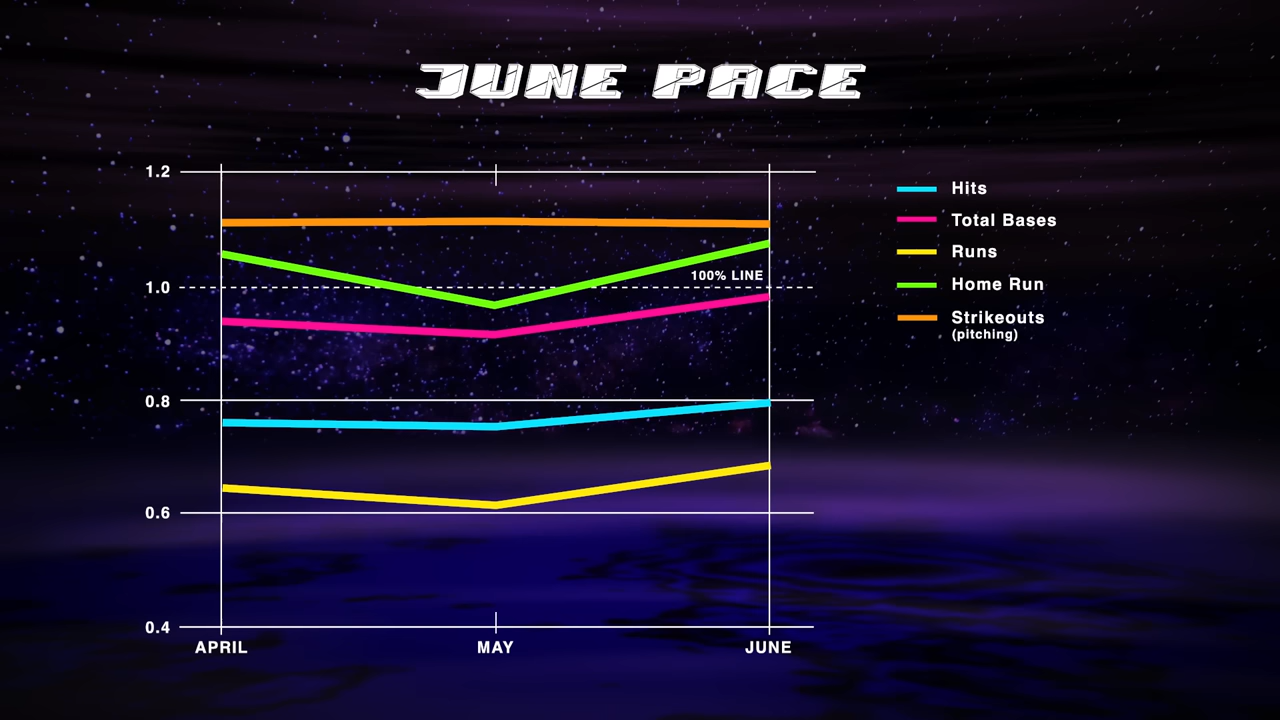 JUNE PACE
1.2
1.0
0.8
0.6
0.4
100% LINE
APRIL
MAY
JUNE
Hits
Total Bases
Runs
Home Run
Strikeouts
(pitching)